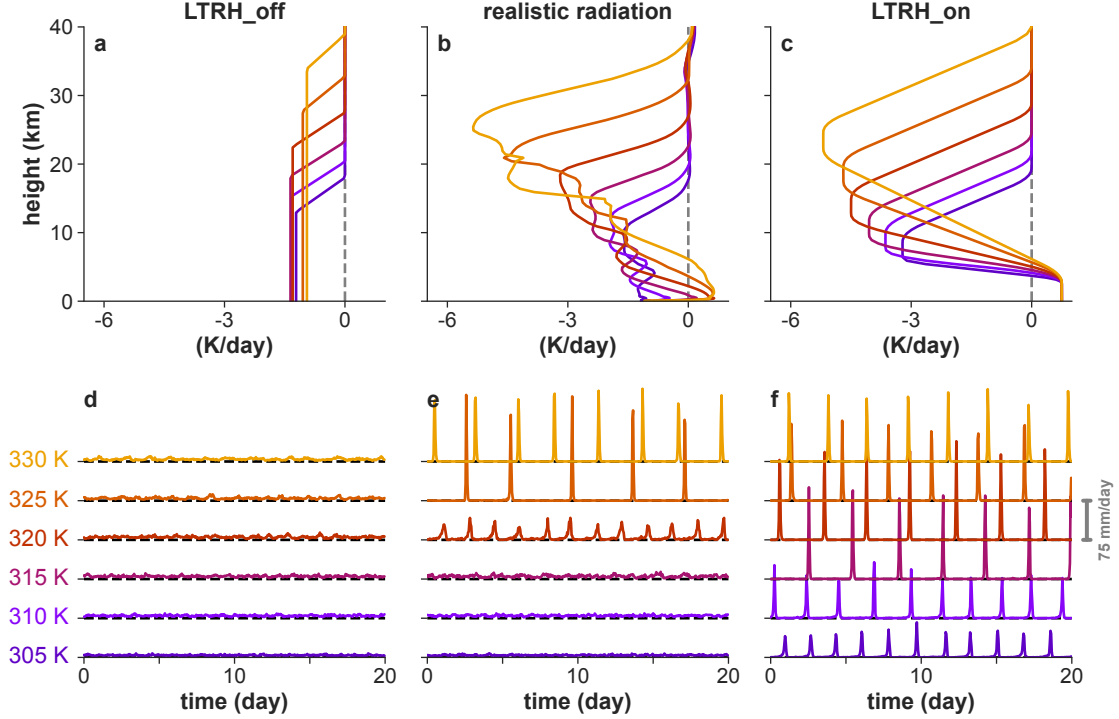 LTRH_off realistic radiation LTRH_on
a b c
height (km)
40
30
20
10
0
-6 -3 0 -6 -3 0 -6 -3 0
(K/day) (K/day) (K/day)
d e f
330 K
325 K
320 K
315 K
310 K
305 K
75 mm/day
0 10 20 0 10 20 0 10 20
time (day) time (day) time (day)